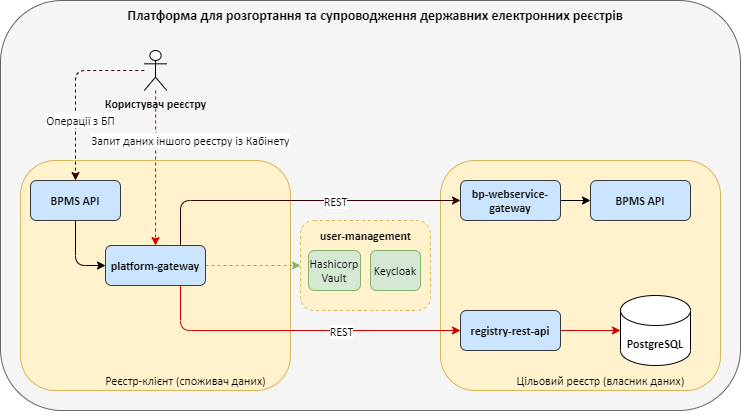 Платформа для розгортання та супроводження державних електронних реєстрів
Користувач реєстру
Операції з БП
Запит даних іншого реєстру із Кабінету
BPMS API
platform-gateway
Реєстр-клієнт (споживач даних)
REST
user-management
Hashicorp
Vault
Keycloak
REST
bp-webservice-
gateway
BPMS API
registry-rest-api
PostgreSQL
Цільовий реєстр (власник даних)